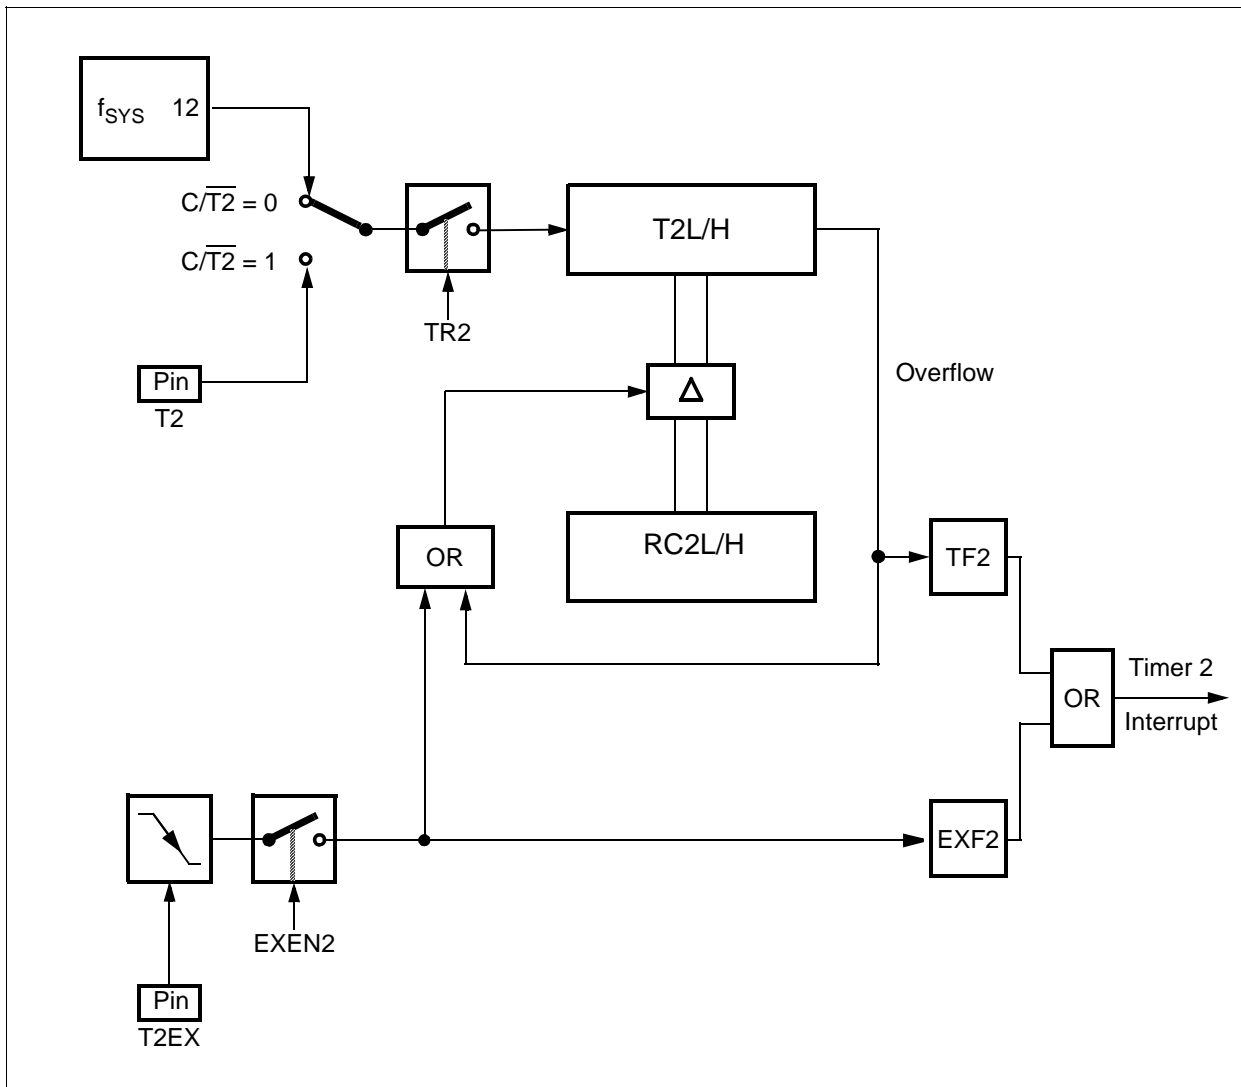 fSYS 12
C/T2 = 0
C/T2 = 1
T2L/H
TR2
Pin
T2
Overflow
Δ
RC2L/H
OR
TF2
Timer 2
OR
Interrupt
EXF2
EXEN2
Pin
T2EX